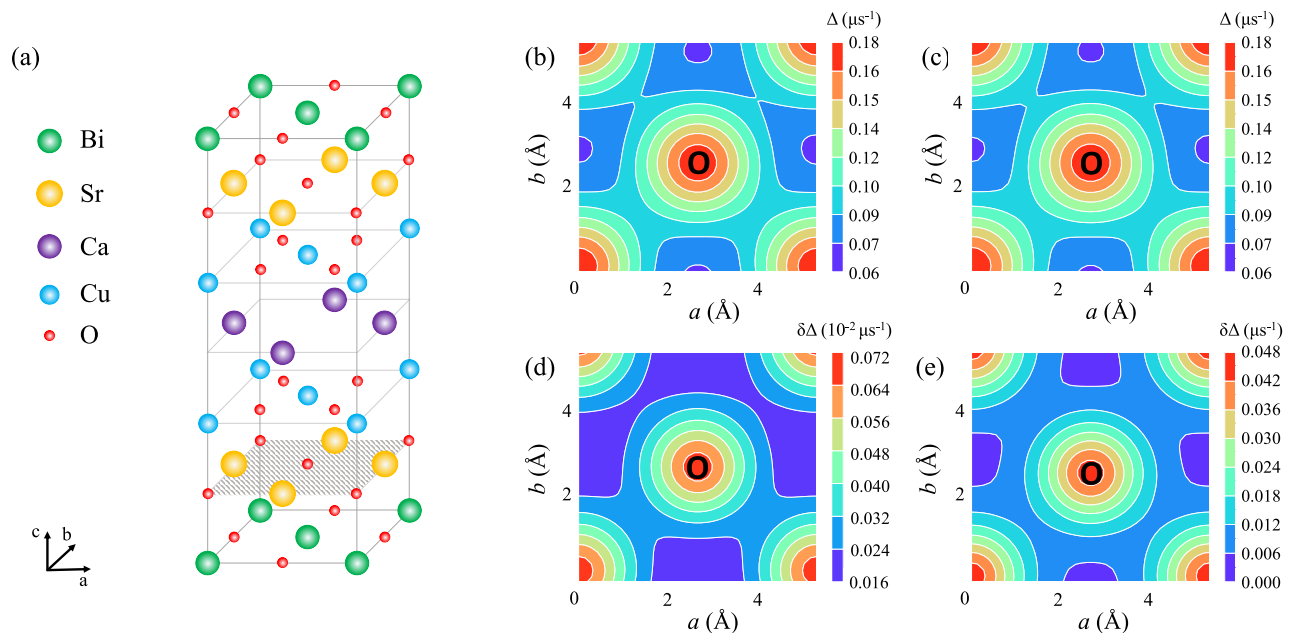 (a)
Bi
Sr
Ca
Cu
O
c
b
a
(b)
Δ (μs-1)
0.18
0.16
0.15
0.14
0.12
0.10
0.09
0.07
0.06
b (Å)
4
2
0
2
4
a (Å)
O
(c)
Δ (μs-1)
0.18
0.16
0.15
0.14
0.12
0.10
0.09
0.07
0.06
b (Å)
4
2
0
2
4
a (Å)
O
(d)
δΔ (10-2 μs-1)
0.072
0.064
0.056
0.048
0.040
0.032
0.024
0.016
b (Å)
4
2
0
2
4
a (Å)
O
(e)
δΔ (μs-1)
0.048
0.042
0.036
0.030
0.024
0.018
0.012
0.006
0.000
b (Å)
4
2
0
2
4
a (Å)
O